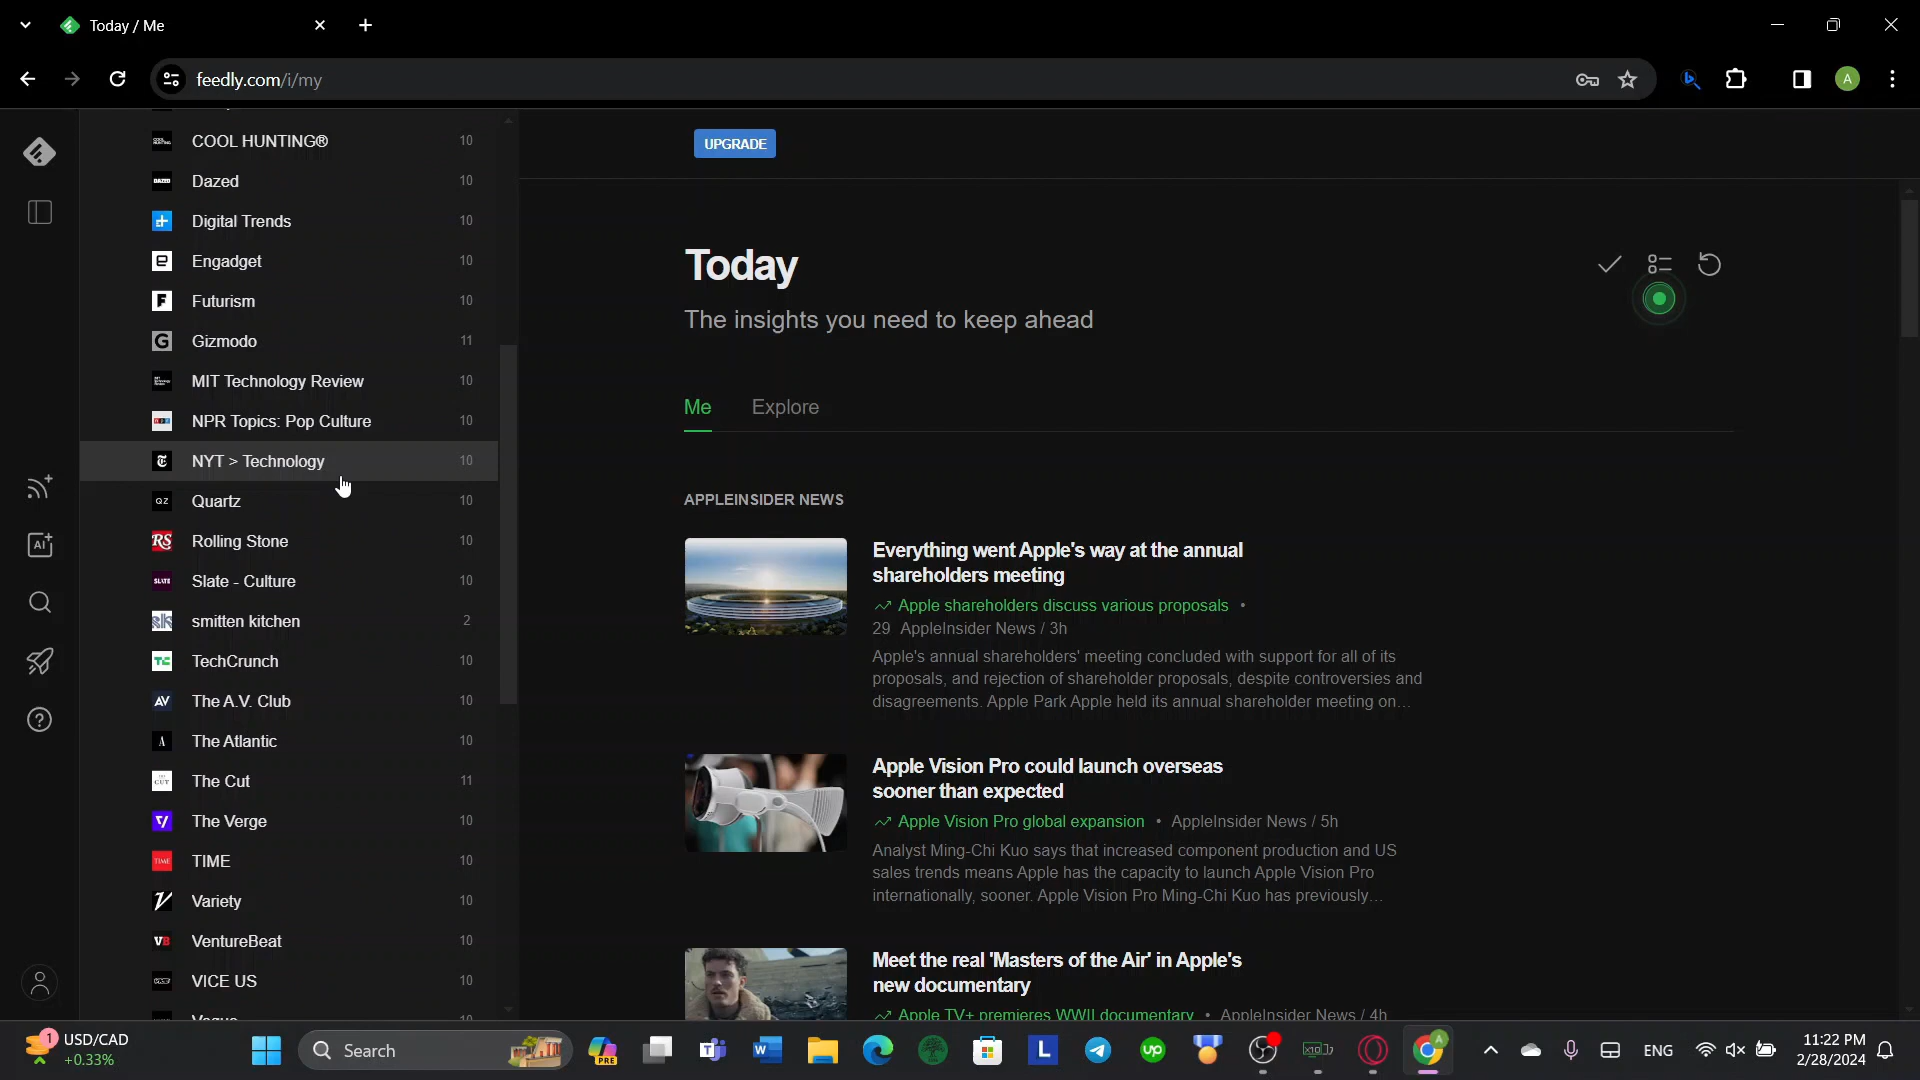 Today / Me
feedly.com/i/my
A
COOL HUNTING® 10
Dazed 10
Digital Trends 10
Engadget 10
Futurism 10
Gizmodo 11
MIT Technology Review 10
NPR Topics: Pop Culture 10
NYT > Technology 10
Quartz 10
Rolling Stone 10
Slate - Culture 10
smitten kitchen 2
TechCrunch 10
The A.V. Club 10
The Atlantic 10
The Cut 11
The Verge 10
TIME 10
Variety 10
VentureBeat 10
VICE US 10
AI
UPGRADE
Today
The insights you need to keep ahead
Me Explore
APPLEINSIDER NEWS
Everything went Apple's way at the annual
shareholders meeting
Apple shareholders discuss various proposals •
29 AppleInsider News / 3h
Apple's annual shareholders' meeting concluded with support for all of its
proposals, and rejection of shareholder proposals, despite controversies and
disagreements. Apple Park Apple held its annual shareholder meeting on...
Apple Vision Pro could launch overseas
sooner than expected
Apple Vision Pro global expansion • AppleInsider News / 5h
Analyst Ming-Chi Kuo says that increased component production and US
sales trends means Apple has the capacity to launch Apple Vision Pro
internationally, sooner. Apple Vision Pro Ming-Chi Kuo has previously...
Meet the real 'Masters of the Air' in Apple's
new documentary
Apple TV+ premieres WWII documentary • AppleInsider News / 4h
1
USD/CAD
+0.33%
Search
PRE
ENG
11:22 PM
2/28/2024